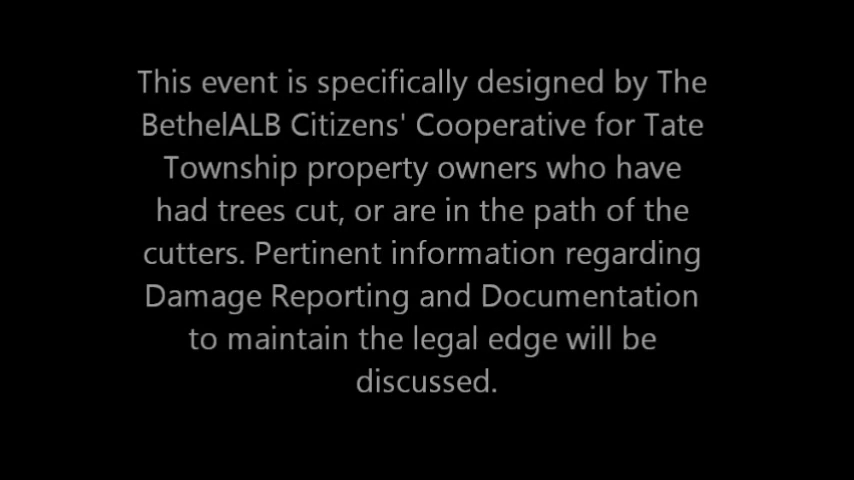 This event is specifically designed by The
BethelALB Citizens' Cooperative for Tate
Township property owners who have
had trees cut, or are in the path of the
cutters. Pertinent information regarding
Damage Reporting and Documentation
to maintain the legal edge will be
discussed.